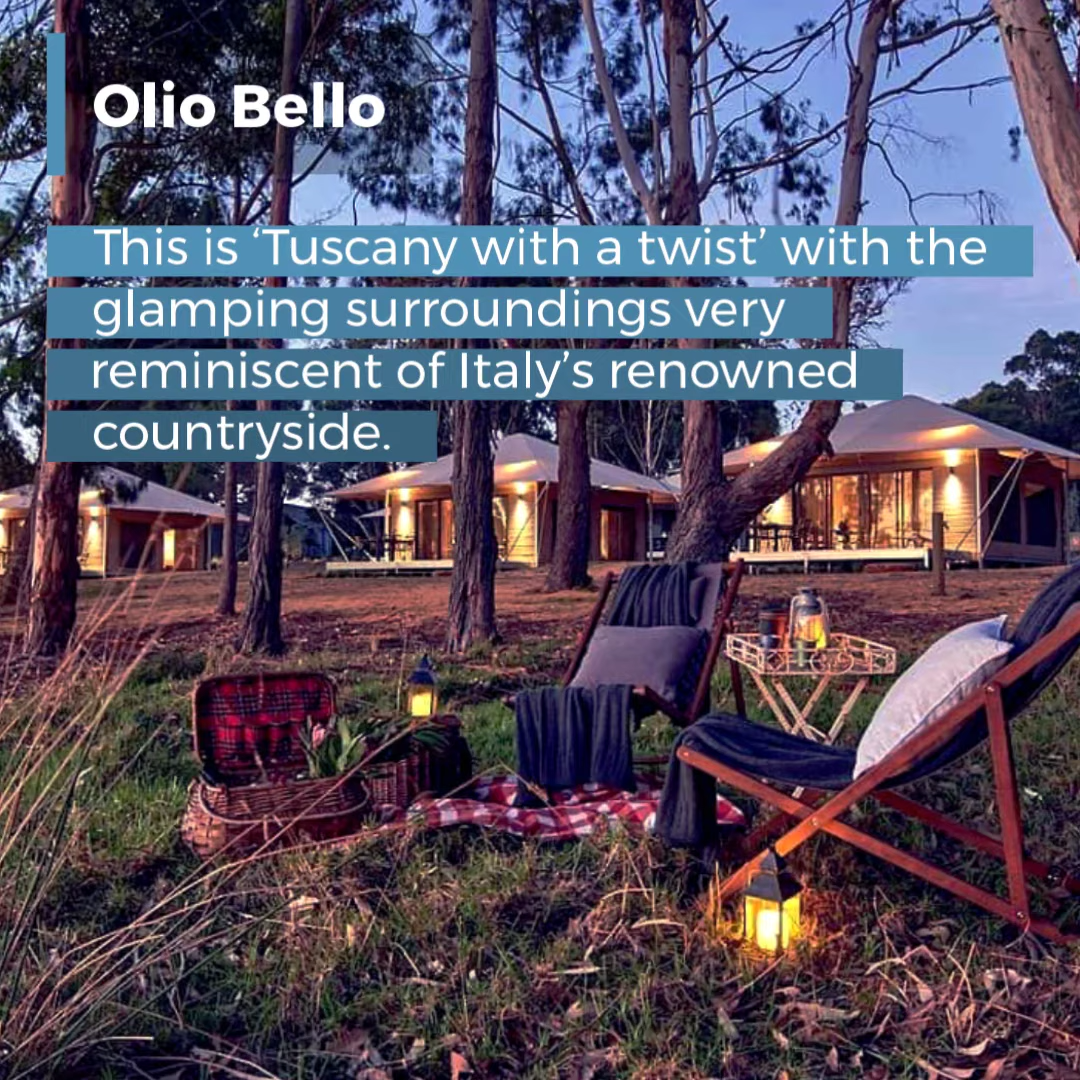 Olio Bello
This is ‘Tuscany with a twist’ with the
glamping surroundings very
reminiscent of Italy’s renowned
countryside.